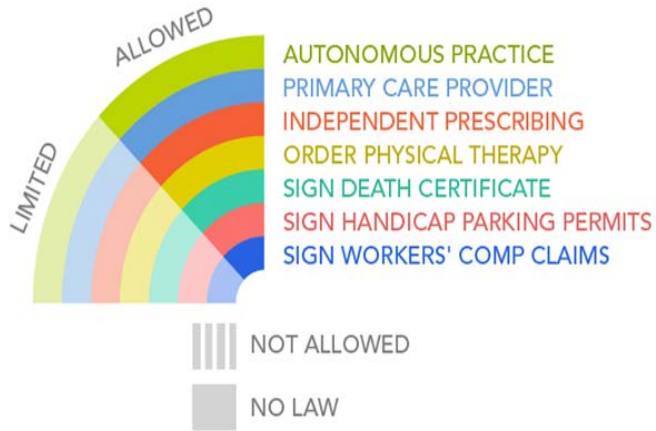 ALLOWED
LIMITED
AUTONOMOUS PRACTICE
PRIMARY CARE PROVIDER
INDEPENDENT PRESCRIBING
ORDER PHYSICAL THERAPY
SIGN DEATH CERTIFICATE
SIGN HANDICAP PARKING PERMITS
SIGN WORKERS' COMP CLAIMS
NOT ALLOWED
NO LAW